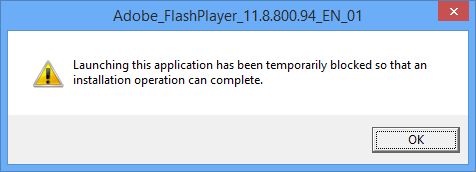 Adobe_FlashPlayer_11.8.800.94_EN_01
Launching this application has been temporarily blocked so that an
installation operation can complete.
OK